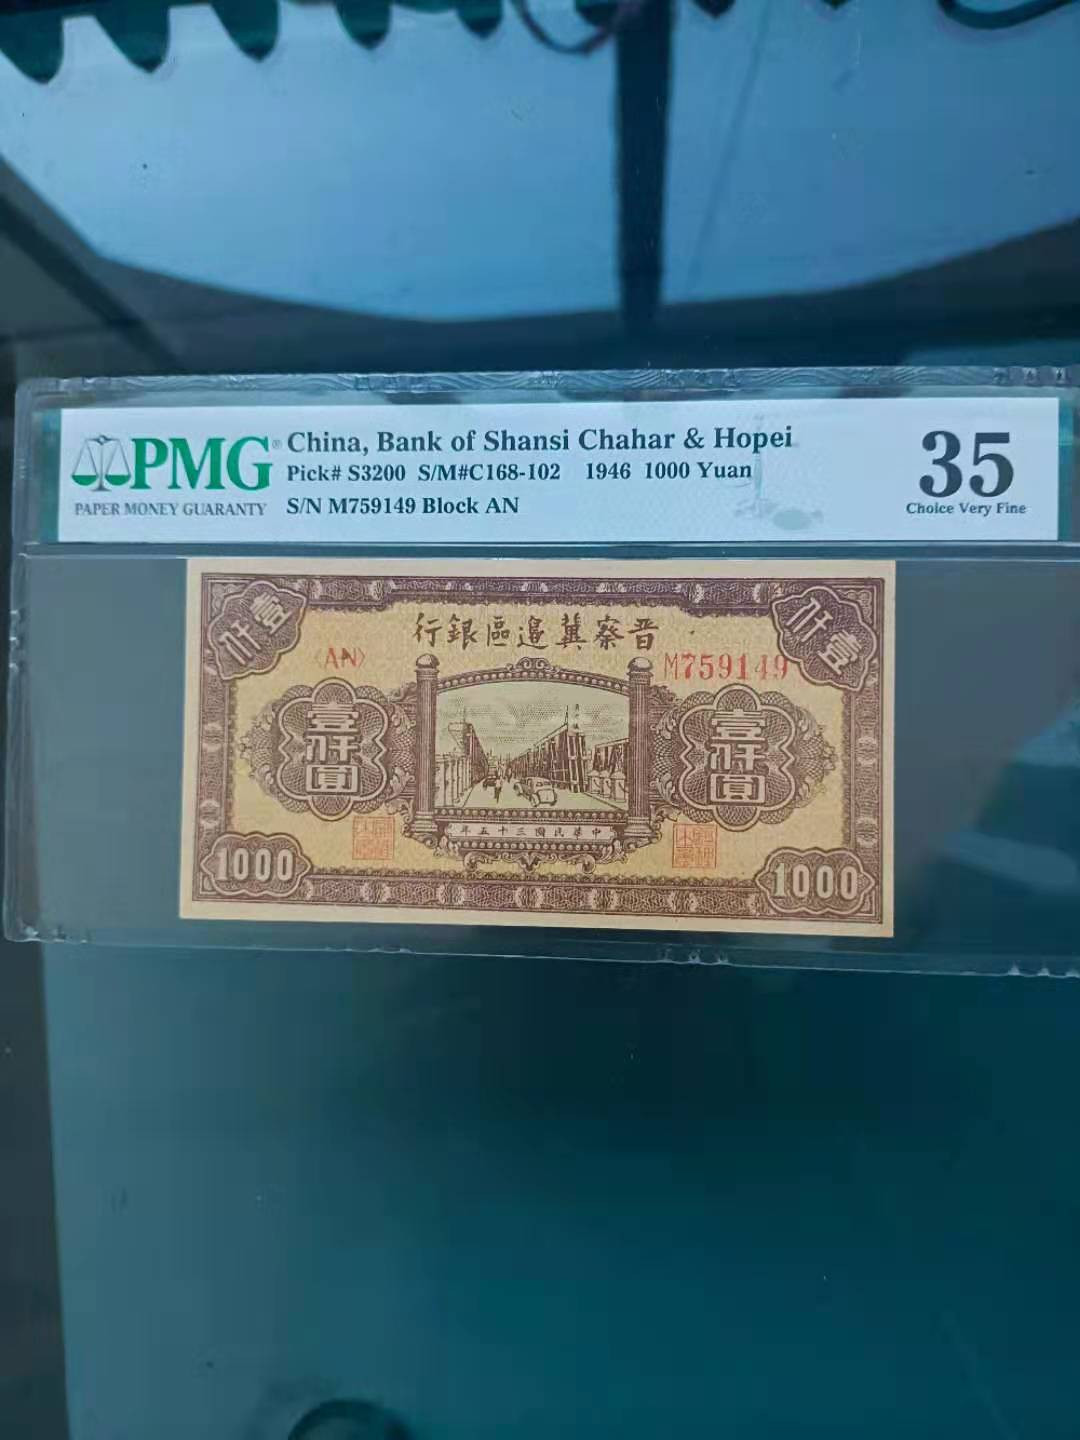 PMG®
PAPER MONEY GUARANTY
China, Bank of Shansi Chahar & Hopei
Pick# S3200 S/M#C168-102 1946 1000 Yuan
S/N M759149 Block AN
35
Choice Very Fine
壹仟
行銀區邊冀察晋
仟壹
〈AN〉
M759149
壹仟圓
壹仟圓
年五十三國民華中
1000
1000